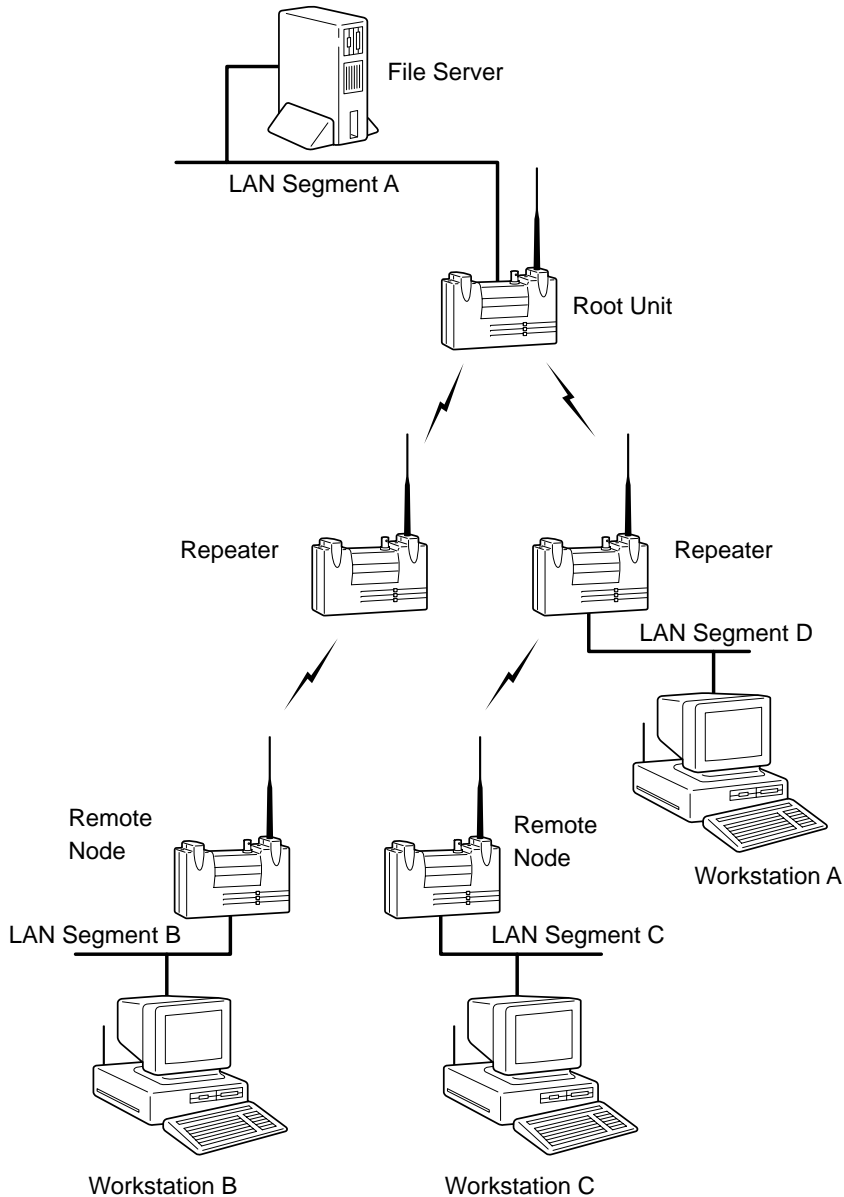 File Server
LAN Segment A
Root Unit
Repeater
Repeater
LAN Segment D
Remote
Node
Remote
Node
Workstation A
LAN Segment B
LAN Segment C
Workstation B
Workstation C